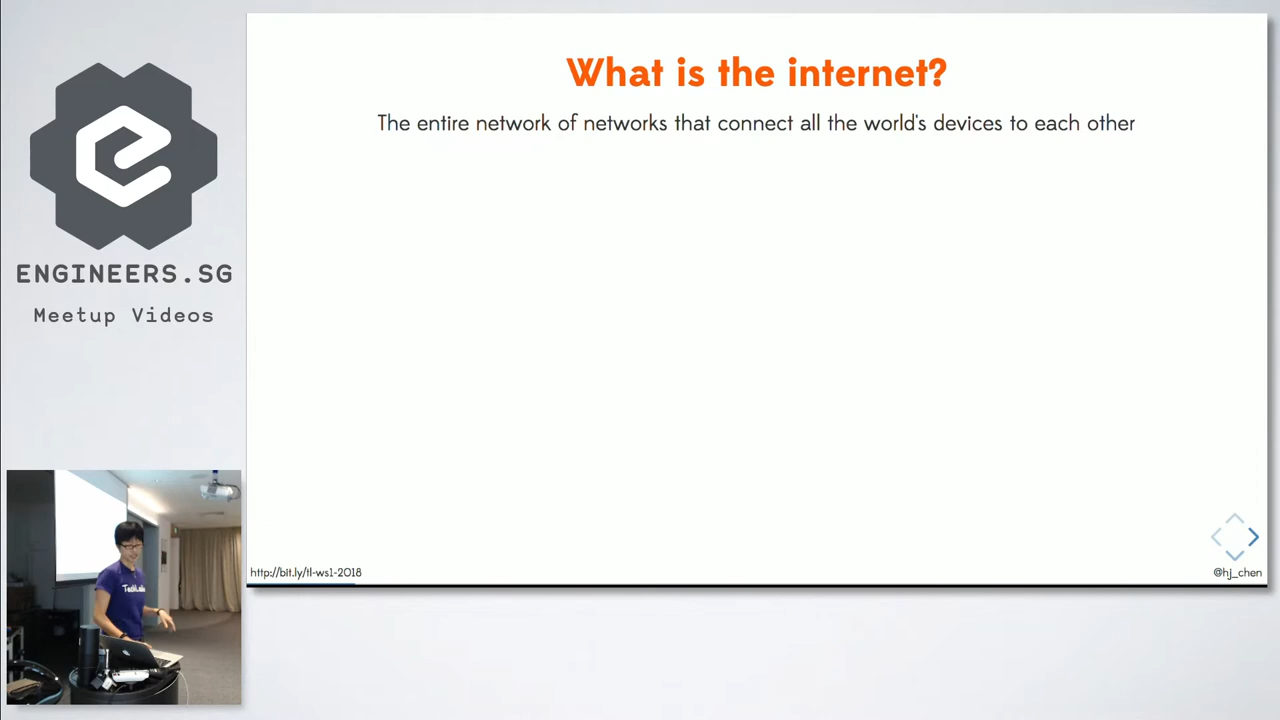 What is the internet?
The entire network of networks that connect all the world's devices to each other
ENGINEERS.SG
Meetup Videos
http://bit.ly/tl-ws1-2018
@hj_chen